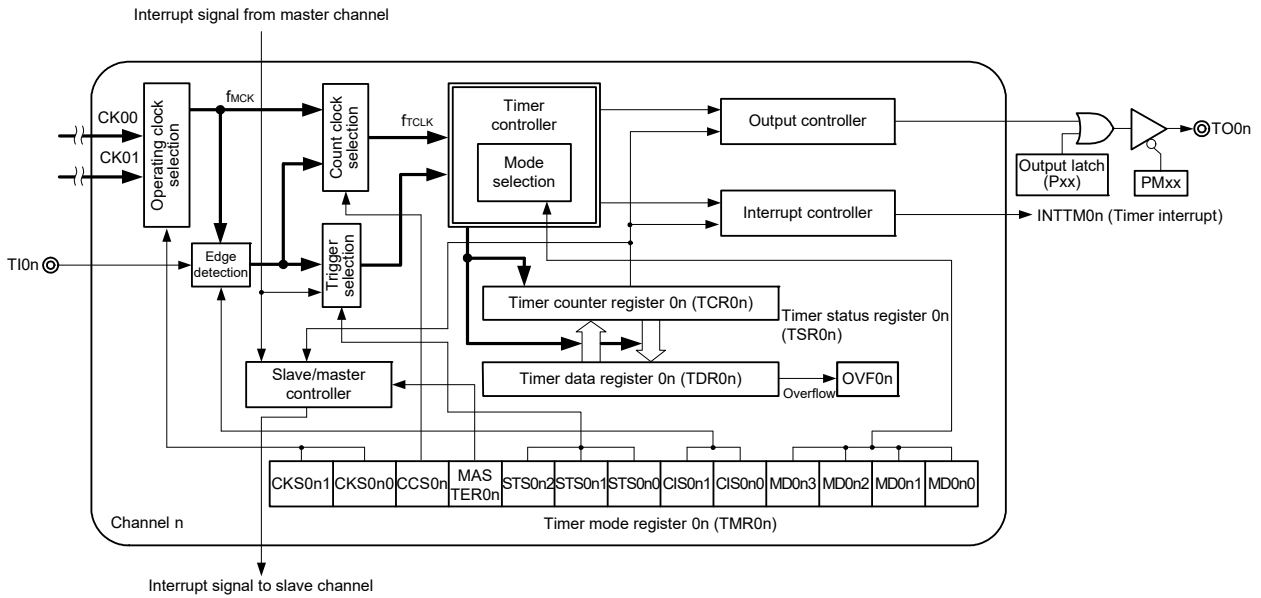 Interrupt signal from master channel
CK00
CK01
Operating clock
selection
fMCK
Count clock
selection
fTCLK
Timer
controller
Mode
selection
Output controller
Output latch
(Pxx)
PMxx
TO0n
Interrupt controller
INTTM0n (Timer interrupt)
TI0n
Edge
detection
Trigger
selection
Timer counter register 0n (TCR0n)
Timer status register 0n
(TSR0n)
Slave/master
controller
Timer data register 0n (TDR0n)
Overflow
OVF0n
CKS0n1
CKS0n0
CCS0n
MAS
TER0n
STS0n2
STS0n1
STS0n0
CIS0n1
CIS0n0
MD0n3
MD0n2
MD0n1
MD0n0
Channel n
Timer mode register 0n (TMR0n)
Interrupt signal to slave channel